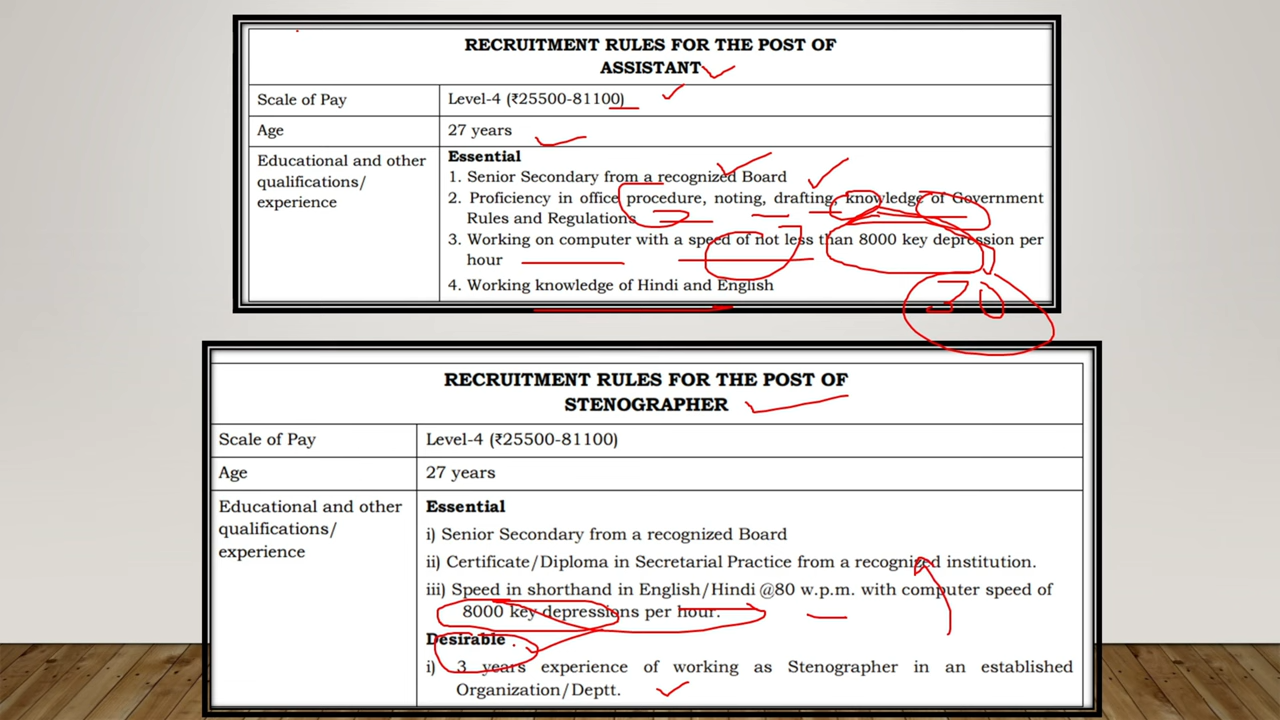 RECRUITMENT RULES FOR THE POST OF
ASSISTANT
Scale of Pay
Level-4 (₹25500-81100)
Age
27 years
Educational and other
qualifications/
experience
Essential
1. Senior Secondary from a recognized Board
2. Proficiency in office procedure, noting, drafting, knowledge of Government
Rules and Regulations
3. Working on computer with a speed of not less than 8000 key depression per
hour
4. Working knowledge of Hindi and English
30
RECRUITMENT RULES FOR THE POST OF
STENOGRAPHER
Scale of Pay
Level-4 (₹25500-81100)
Age
27 years
Educational and other
qualifications/
experience
Essential
i) Senior Secondary from a recognized Board
ii) Certificate/Diploma in Secretarial Practice from a recognized institution.
iii) Speed in shorthand in English/Hindi @80 w.p.m. with computer speed of
8000 key depressions per hour.
Desirable
i) 3 years experience of working as Stenographer in an established
Organization/Deptt.